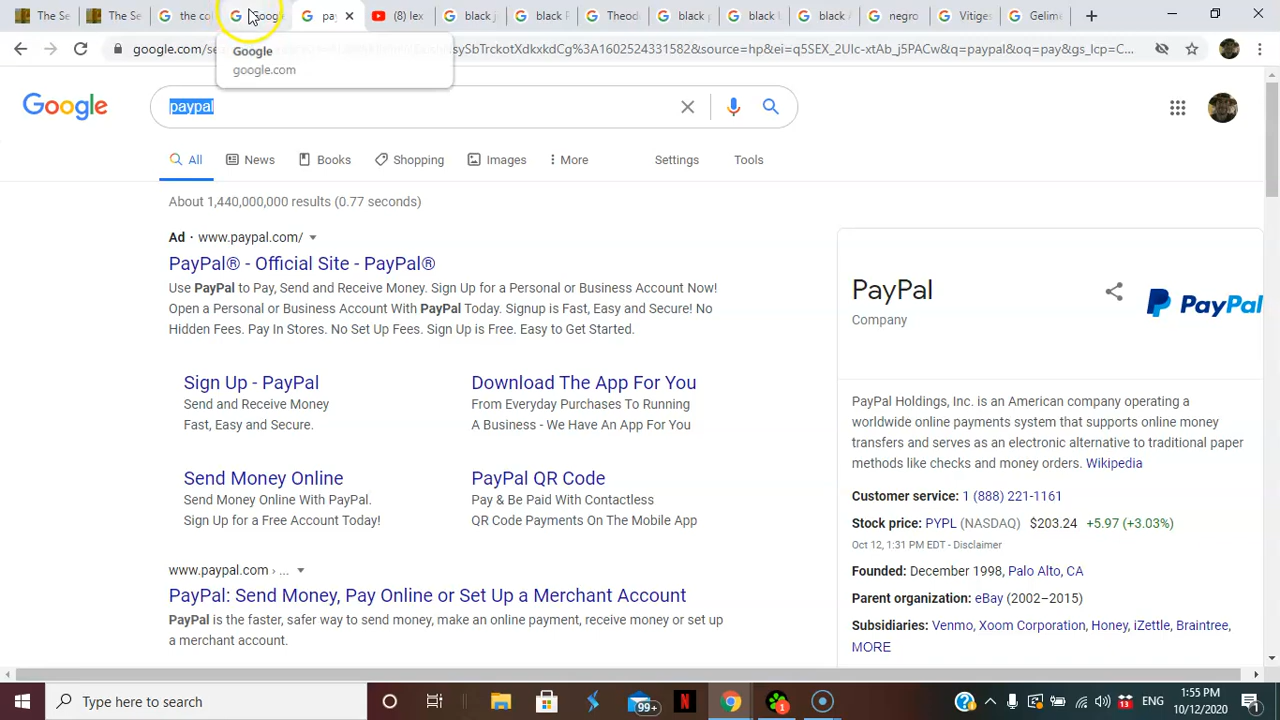 The Se
The Se
the co
Google
pay
(8) lex
black j
black
Theod
black
black
black
negro
Vitiges
Gelime
google.com/se
ssySbTrckotXdkxkdCg%3A1602524331582&source=hp&ei=q5SEX_2UIc-xtAb_j5PACw&q=paypal&oq=pay&gs_lcp=C...
Google
google.com
Google
paypal
All
News
Books
Shopping
Images
More
Settings
Tools
About 1,440,000,000 results (0.77 seconds)
Ad · www.paypal.com/
PayPal® - Official Site - PayPal®
Use PayPal to Pay, Send and Receive Money. Sign Up for a Personal or Business Account Now!
Open a Personal or Business Account With PayPal Today. Signup is Fast, Easy and Secure! No
Hidden Fees. Pay In Stores. No Set Up Fees. Sign Up is Free. Easy to Get Started.
Sign Up - PayPal
Send and Receive Money
Fast, Easy and Secure.
Download The App For You
From Everyday Purchases To Running
A Business - We Have An App For You
Send Money Online
Send Money Online With PayPal.
Sign Up for a Free Account Today!
PayPal QR Code
Pay & Be Paid With Contactless
QR Code Payments On The Mobile App
www.paypal.com › ...
PayPal: Send Money, Pay Online or Set Up a Merchant Account
PayPal is the faster, safer way to send money, make an online payment, receive money or set up
a merchant account.
PayPal
Company
PayPal
PayPal Holdings, Inc. is an American company operating a
worldwide online payments system that supports online money
transfers and serves as an electronic alternative to traditional paper
methods like checks and money orders. Wikipedia
Customer service: 1 (888) 221-1161
Stock price: PYPL (NASDAQ) $203.24 +5.97 (+3.03%)
Oct 12, 1:31 PM EDT - Disclaimer
Founded: December 1998, Palo Alto, CA
Parent organization: eBay (2002–2015)
Subsidiaries: Venmo, Xoom Corporation, Honey, iZettle, Braintree,
MORE
Type here to search
99+
1
13
ENG
1:55 PM
10/12/2020
1